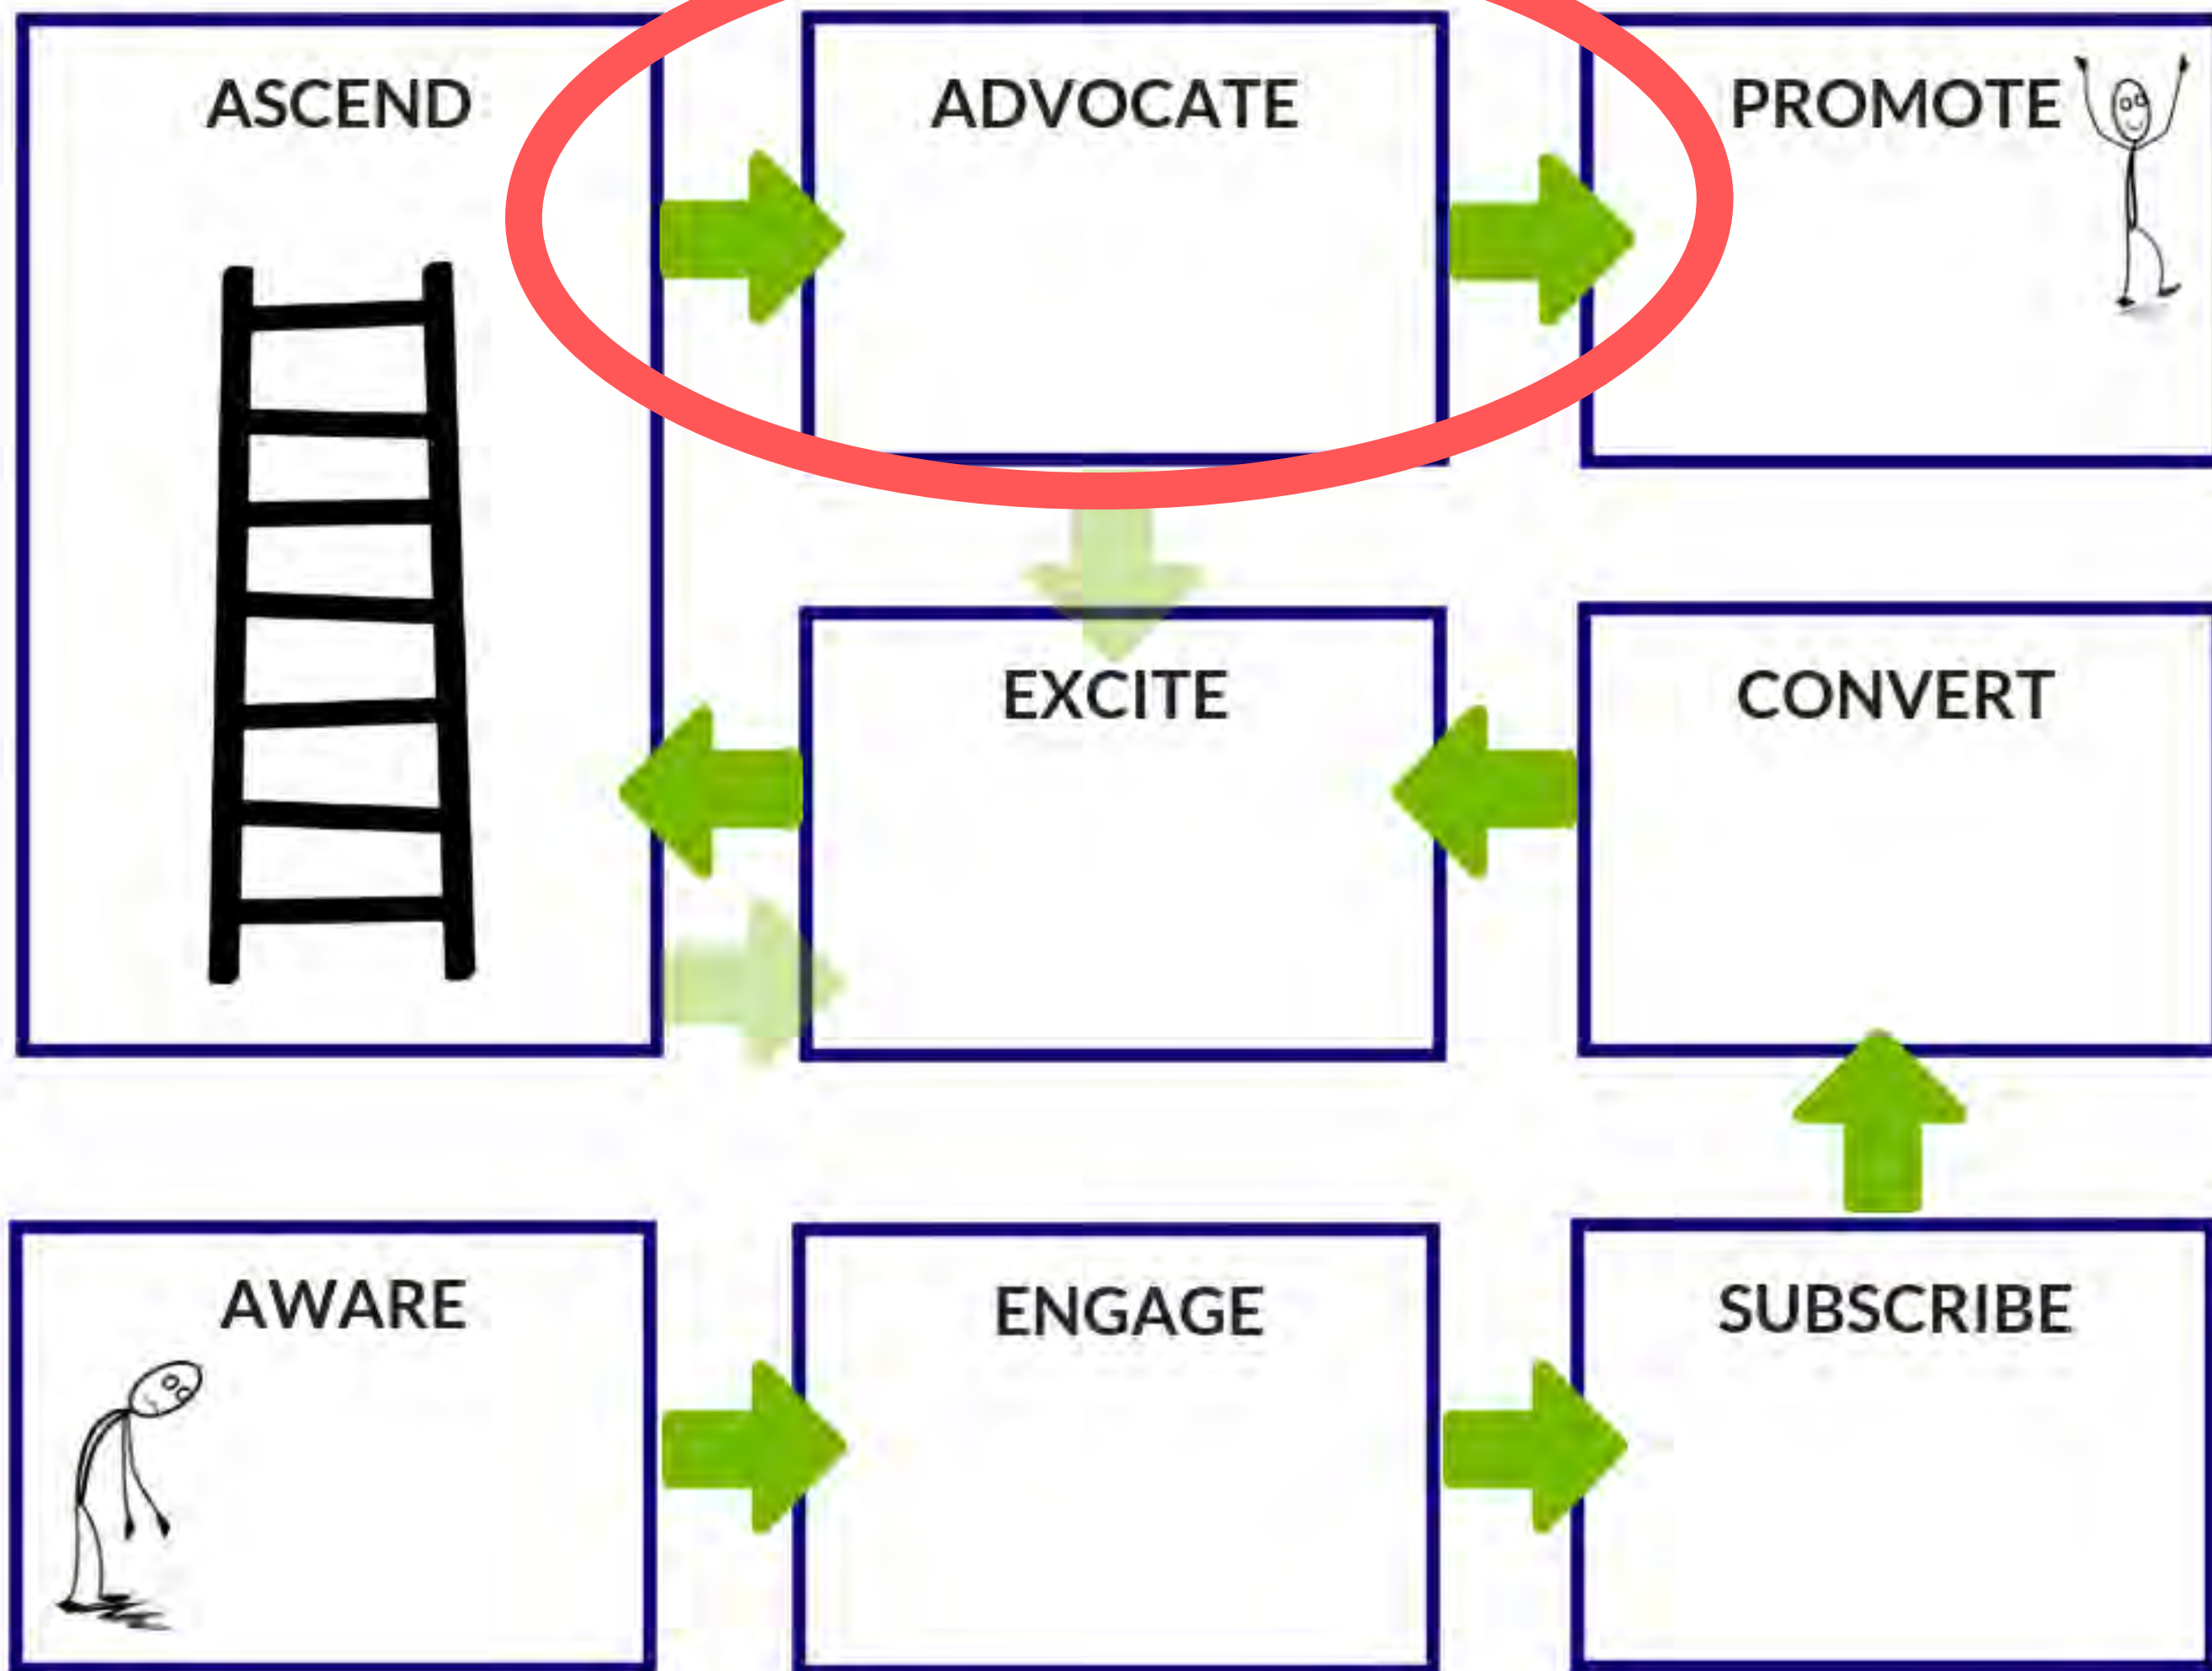 ASCEND
ADVOCATE
PROMOTE
EXCITE
CONVERT
AWARE
ENGAGE
SUBSCRIBE